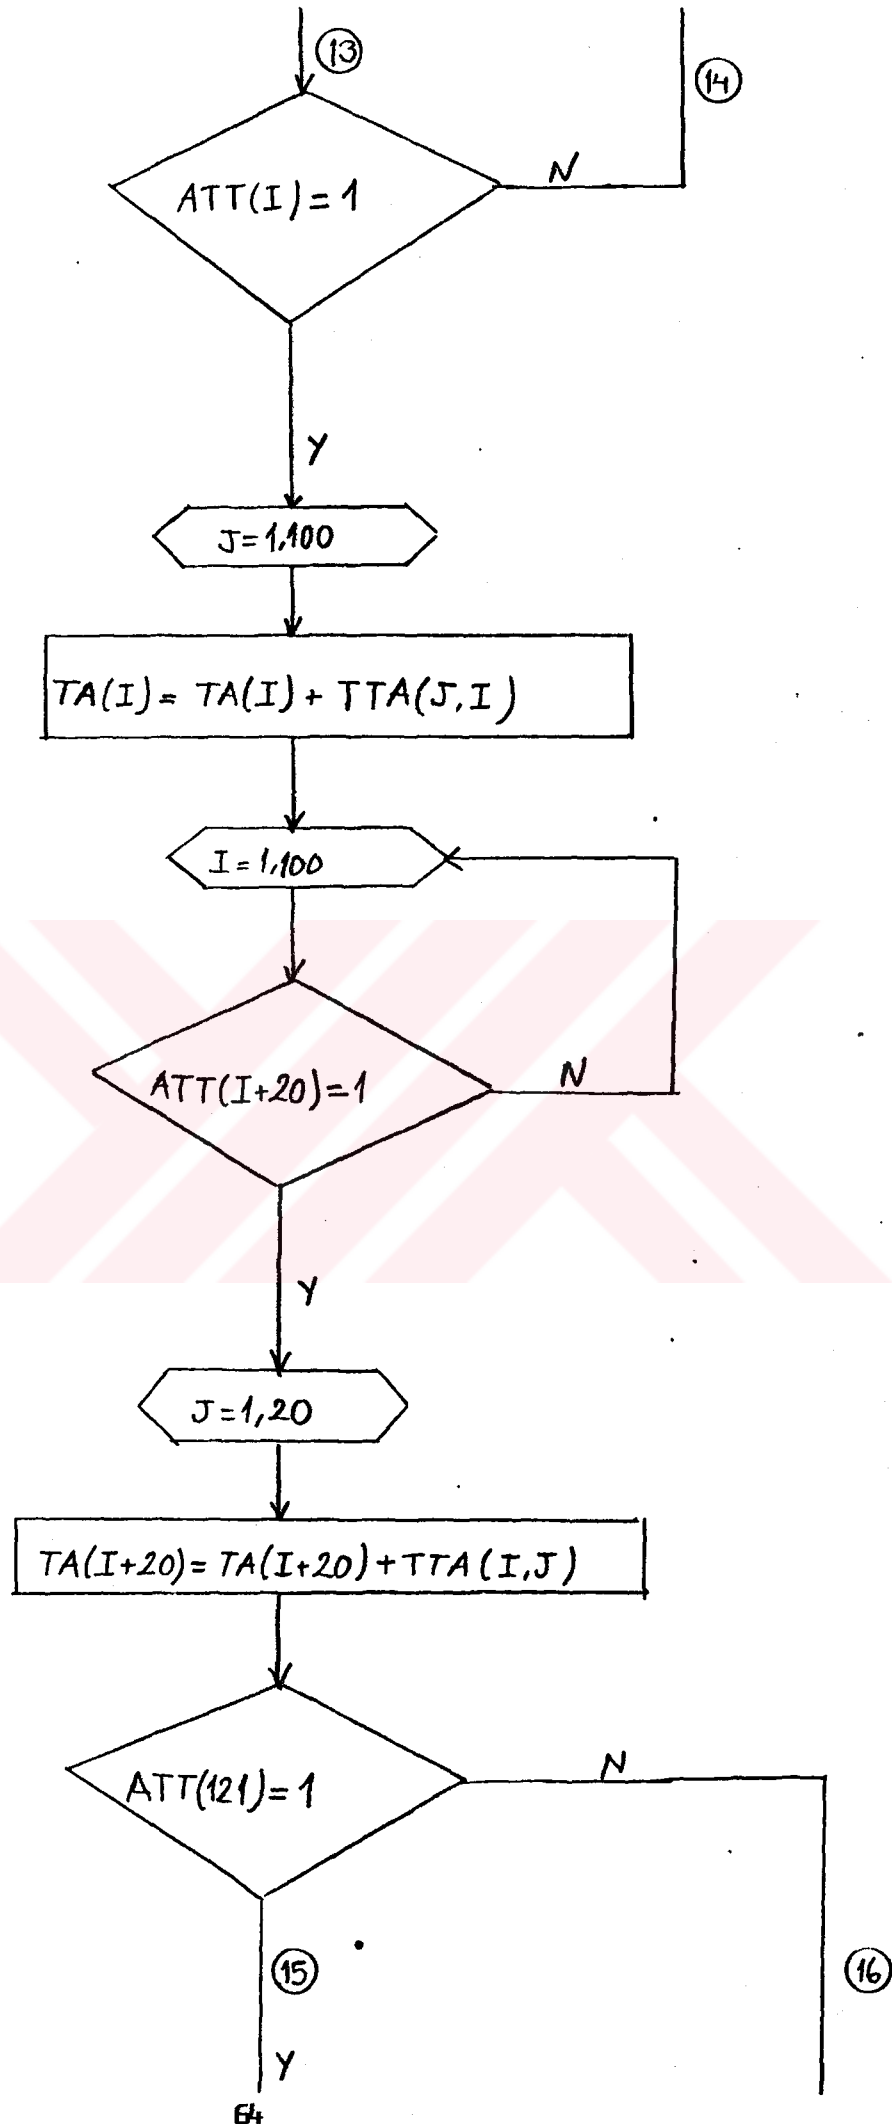 13
14
ATT(I)=1
N
Y
J=1,100
TA(I)= TA(I)+ TTA(J,I)
I=1,100
ATT(I+20)=1
N
Y
J=1,20
TA(I+20)= TA(I+20)+TTA(I,J)
ATT(121)=1
N
15
16
Y
64